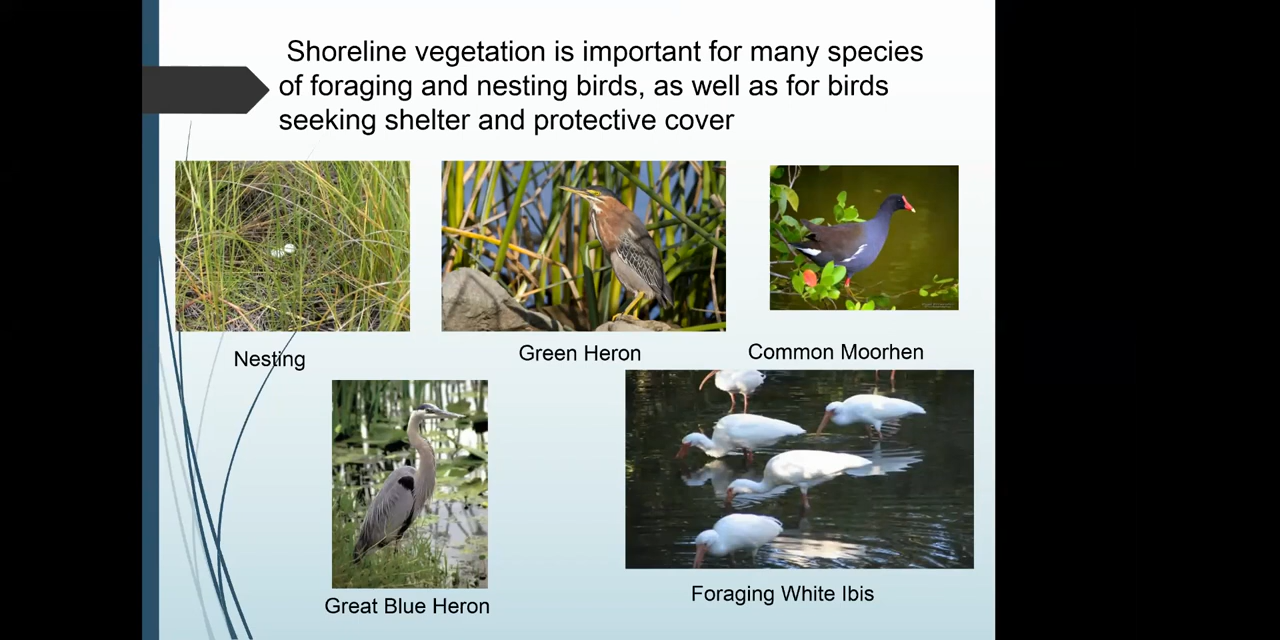 Shoreline vegetation is important for many species
of foraging and nesting birds, as well as for birds
seeking shelter and protective cover
Nesting
Green Heron
Common Moorhen
Great Blue Heron
Foraging White Ibis